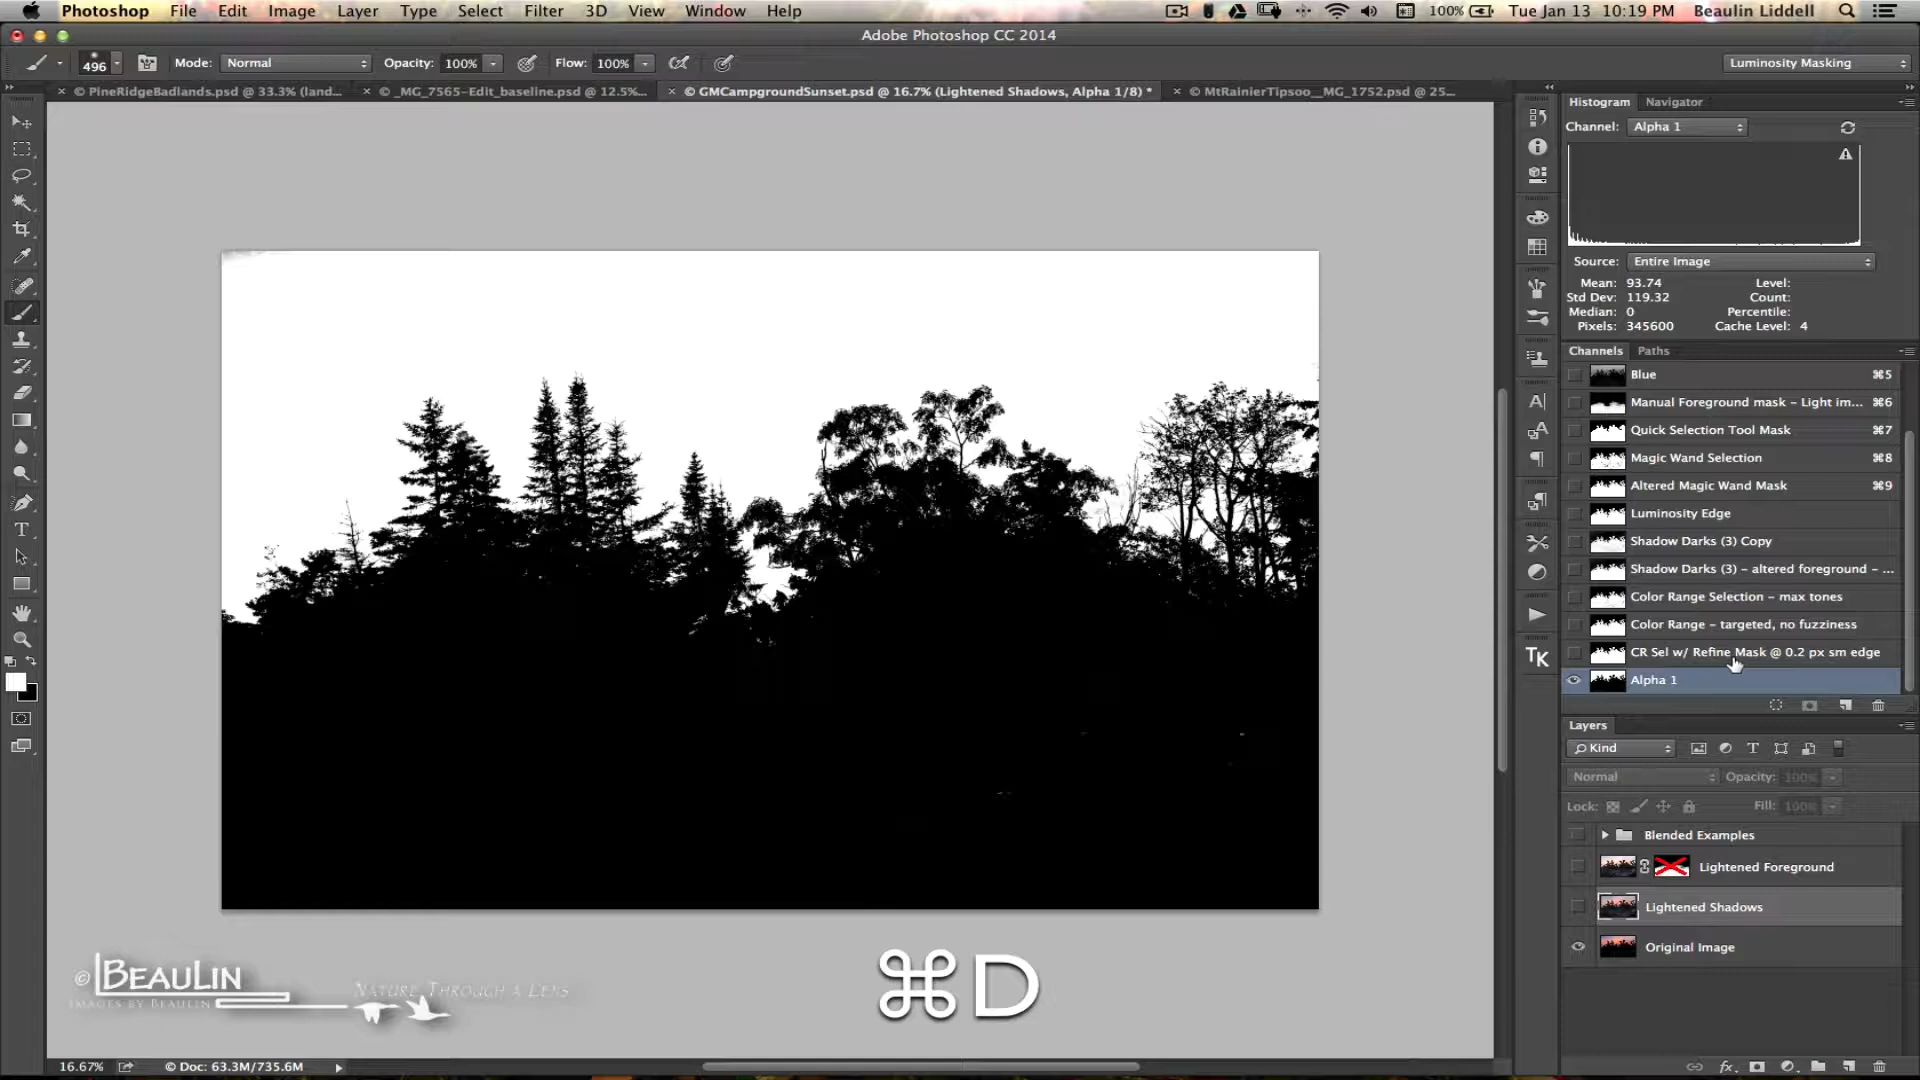 Photoshop File Edit Image Layer Type Select Filter 3D View Window Help 100% Tue Jan 13 10:19 PM Beaulin Liddell
Adobe Photoshop CC 2014
496 Mode: Normal Opacity: 100% Flow: 100% Luminosity Masking
© PineRidgeBadlands.psd @ 33.3% (land... © _MG_7565-Edit_baseline.psd @ 12.5%... © GMCampgroundSunset.psd @ 16.7% (Lightened Shadows, Alpha 1/8) * © MtRainierTipsoo__MG_1752.psd @ 25...
Histogram Navigator
Channel: Alpha 1
Source: Entire Image
Mean: 93.74 Level:
Std Dev: 119.32 Count:
Median: 0 Percentile:
Pixels: 345600 Cache Level: 4
Channels Paths
Blue ⌘5
Manual Foreground mask - Light im... ⌘6
Quick Selection Tool Mask ⌘7
Magic Wand Selection ⌘8
Altered Magic Wand Mask ⌘9
Luminosity Edge
Shadow Darks (3) Copy
Shadow Darks (3) - altered foreground - ...
Color Range Selection - max tones
Color Range - targeted, no fuzziness
CR Sel w/ Refine Mask @ 0.2 px sm edge
Alpha 1
TK
Layers
Kind
Normal Opacity: 100%
Lock: Fill: 100%
Blended Examples
Lightened Foreground
Lightened Shadows
Original Image
© BEAULIN
IMAGES BY BEAULIN
NATURE THROUGH A LENS
⌘ D
16.67% © Doc: 63.3M/735.6M
fx